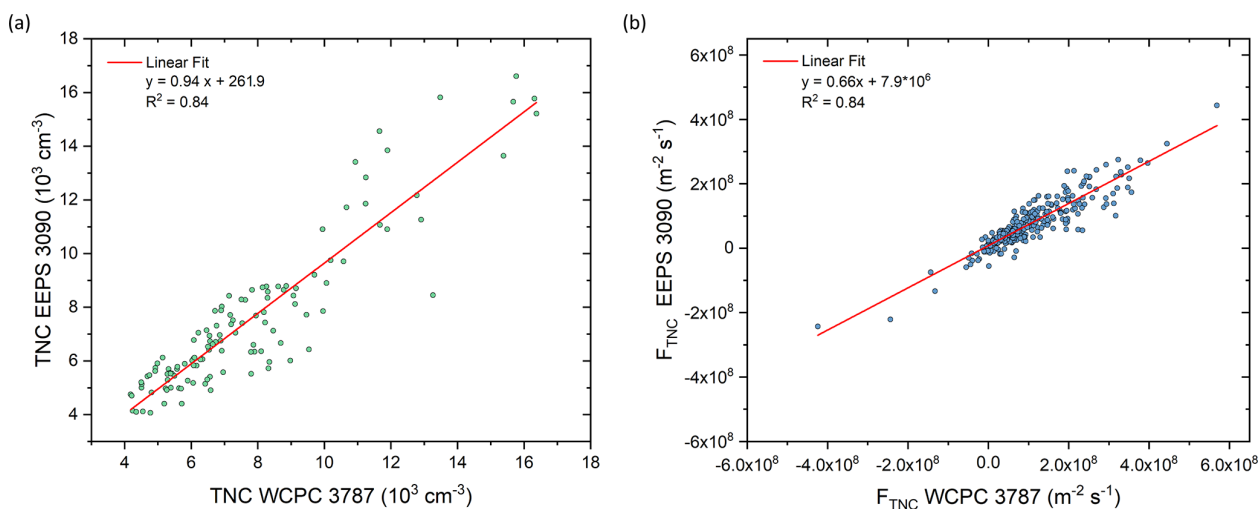 (a)
18
16
14
12
10
8
6
4
TNC EEPS 3090 (10³ cm⁻³)
Linear Fit
y = 0.94 x + 261.9
R² = 0.84
4 6 8 10 12 14 16 18
TNC WCPC 3787 (10³ cm⁻³)
(b)
6x10⁸
4x10⁸
2x10⁸
0
-2x10⁸
-4x10⁸
-6x10⁸
F_TNC EEPS 3090 (m⁻² s⁻¹)
Linear Fit
y = 0.66x + 7.9*10⁶
R² = 0.84
-6.0x10⁸ -4.0x10⁸ -2.0x10⁸ 0.0 2.0x10⁸ 4.0x10⁸ 6.0x10⁸
F_TNC WCPC 3787 (m⁻² s⁻¹)